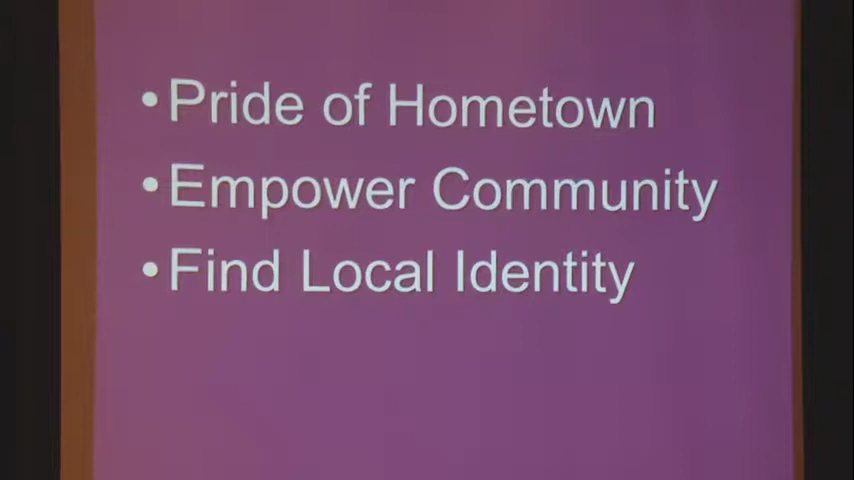 •Pride of Hometown
•Empower Community
•Find Local Identity